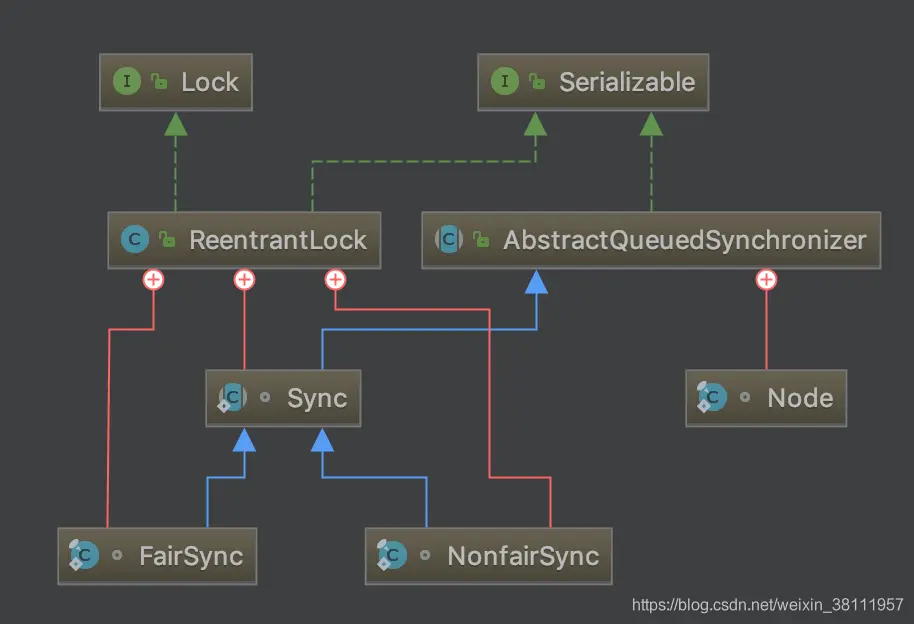 I Lock
I Serializable
C ReentrantLock
C AbstractQueuedSynchronizer
C Sync
C Node
C FairSync
C NonfairSync
https://blog.csdn.net/weixin_38111957